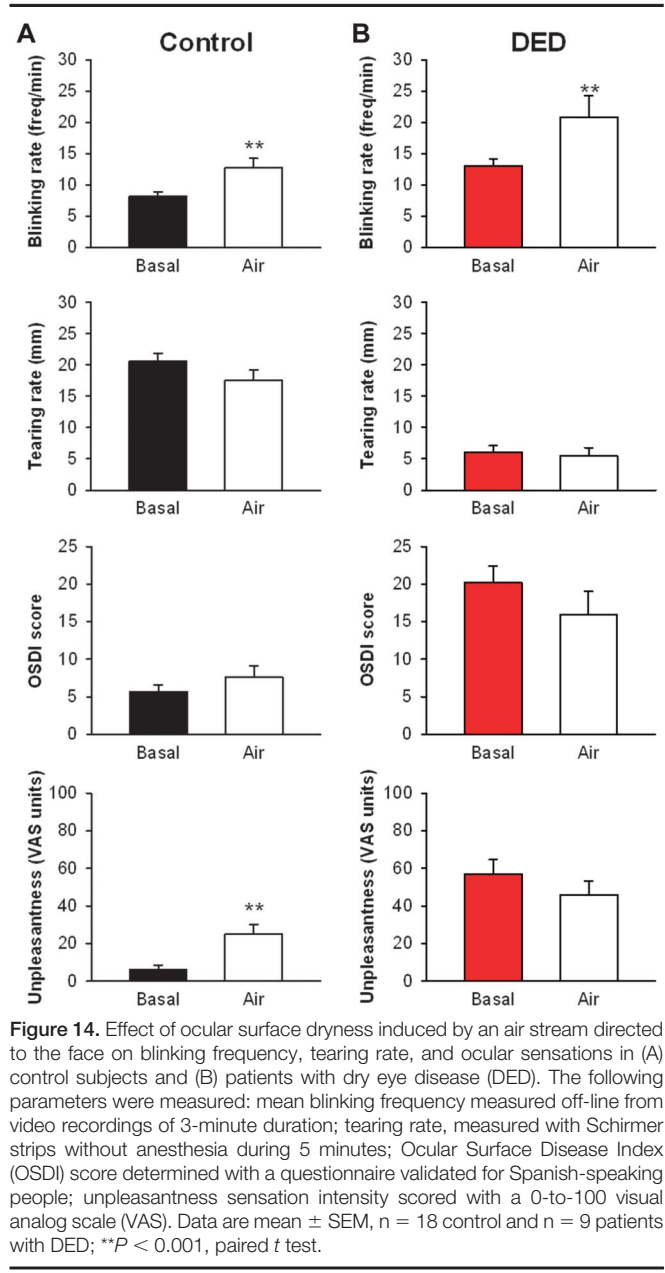 A Control
Blinking rate (freq/min)
30
25
20
15
10
5
0
**
Basal Air
B DED
Blinking rate (freq/min)
30
25
20
15
10
5
0
**
Basal Air
Tearing rate (mm)
30
25
20
15
10
5
0
Basal Air
Tearing rate (mm)
30
25
20
15
10
5
0
Basal Air
OSDI score
25
20
15
10
5
0
Basal Air
OSDI score
25
20
15
10
5
0
Basal Air
Unpleasantness (VAS units)
100
80
60
40
20
0
**
Basal Air
Unpleasantness (VAS units)
100
80
60
40
20
0
Basal Air
Figure 14. Effect of ocular surface dryness induced by an air stream directed
to the face on blinking frequency, tearing rate, and ocular sensations in (A)
control subjects and (B) patients with dry eye disease (DED). The following
parameters were measured: mean blinking frequency measured off-line from
video recordings of 3-minute duration; tearing rate, measured with Schirmer
strips without anesthesia during 5 minutes; Ocular Surface Disease Index
(OSDI) score determined with a questionnaire validated for Spanish-speaking
people; unpleasantness sensation intensity scored with a 0-to-100 visual
analog scale (VAS). Data are mean ± SEM, n = 18 control and n = 9 patients
with DED; **P < 0.001, paired t test.